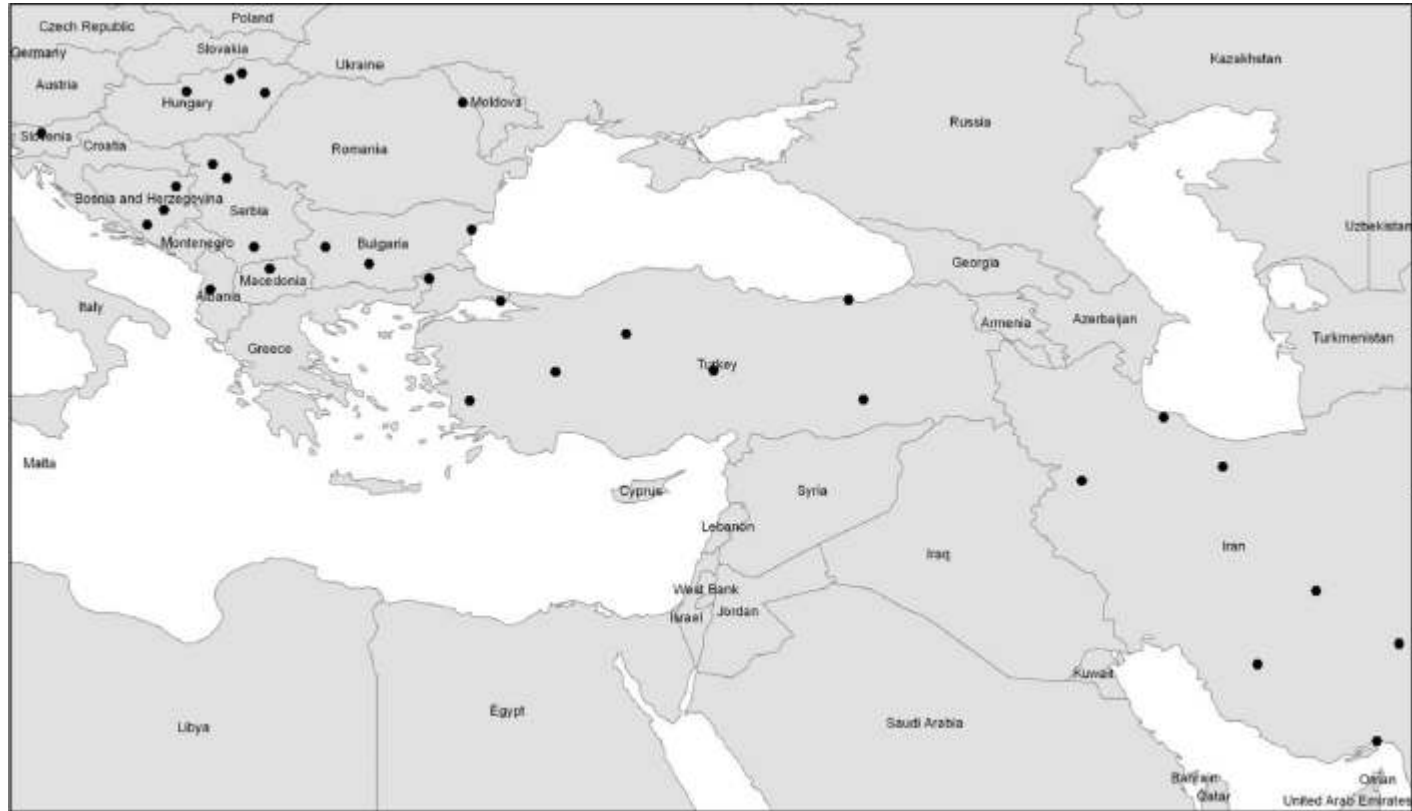 Poland
Czech Republic
Slovakia
Germany
Ukraine
Kazakhstan
Austria
Hungary
Moldova
Russia
Slovenia
Croatia
Romania
Bosnia and Herzegovina
Serbia
Uzbekistan
Montenegro
Bulgaria
Georgia
Macedonia
Albania
Italy
Armenia
Azerbaijan
Turkmenistan
Greece
Turkey
Malta
Cyprus
Syria
Lebanon
Iraq
Iran
West Bank
Israel
Jordan
Kuwait
Egypt
Libya
Saudi Arabia
Bahrain
Oman
Qatar
United Arab Emirates